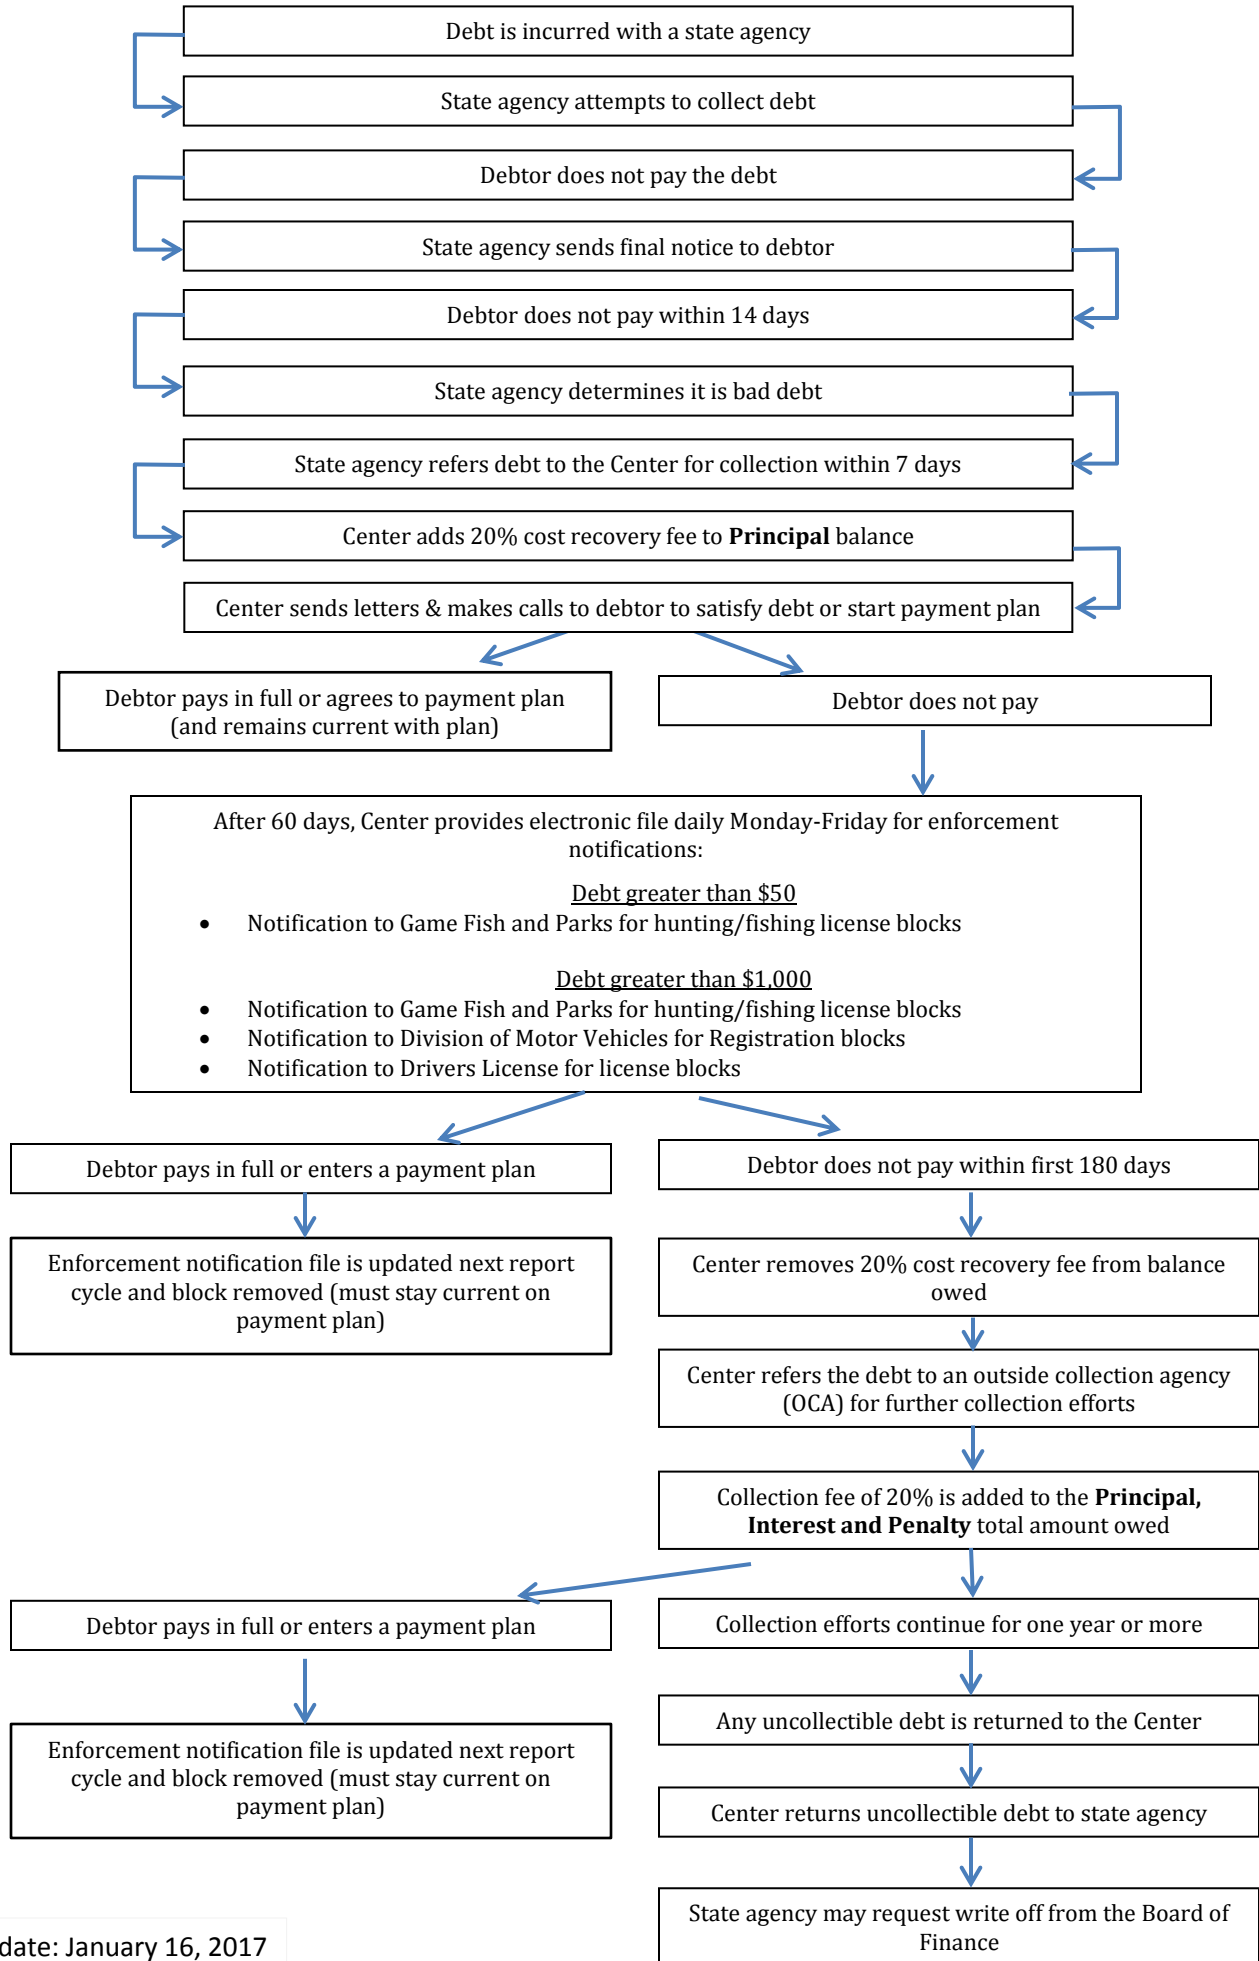 Debt is incurred with a state agency
State agency attempts to collect debt
Debtor does not pay the debt
State agency sends final notice to debtor
Debtor does not pay within 14 days
State agency determines it is bad debt
State agency refers debt to the Center for collection within 7 days
Center adds 20% cost recovery fee to Principal balance
Center sends letters & makes calls to debtor to satisfy debt or start payment plan
Debtor pays in full or agrees to payment plan
(and remains current with plan)
Debtor does not pay
After 60 days, Center provides electronic file daily Monday-Friday for enforcement
notifications:
Debt greater than $50
• Notification to Game Fish and Parks for hunting/fishing license blocks
Debt greater than $1,000
• Notification to Game Fish and Parks for hunting/fishing license blocks
• Notification to Division of Motor Vehicles for Registration blocks
• Notification to Drivers License for license blocks
Debtor pays in full or enters a payment plan
Enforcement notification file is updated next report
cycle and block removed (must stay current on
payment plan)
Debtor does not pay within first 180 days
Center removes 20% cost recovery fee from balance
owed
Center refers the debt to an outside collection agency
(OCA) for further collection efforts
Collection fee of 20% is added to the Principal,
Interest and Penalty total amount owed
Debtor pays in full or enters a payment plan
Enforcement notification file is updated next report
cycle and block removed (must stay current on
payment plan)
Collection efforts continue for one year or more
Any uncollectible debt is returned to the Center
Center returns uncollectible debt to state agency
State agency may request write off from the Board of
Finance
date: January 16, 2017